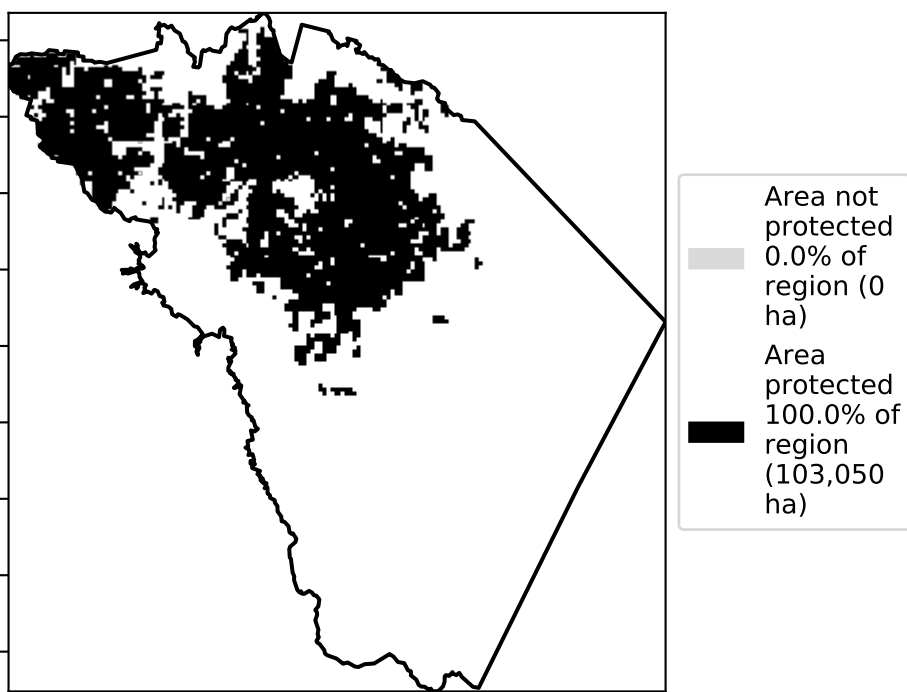 Area not
protected
0.0% of
region (0
ha)
Area
protected
100.0% of
region
(103,050
ha)